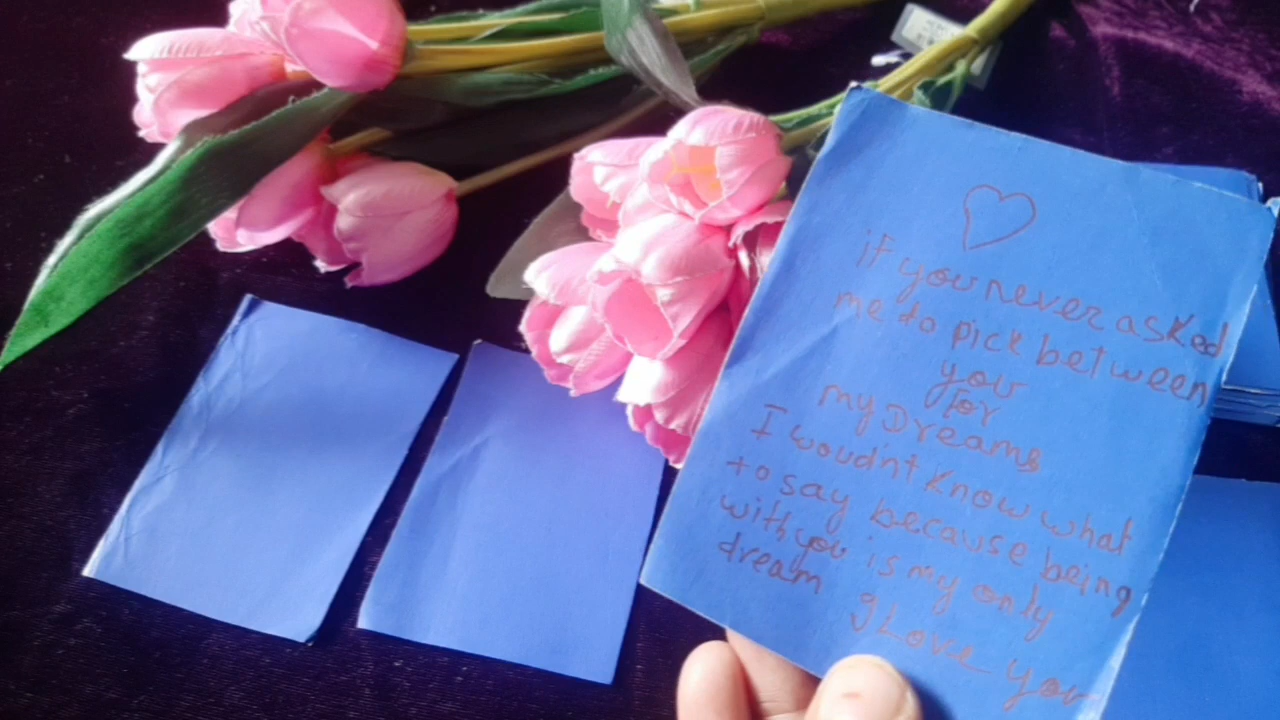 if you never asked
me to pick between
you
for
my Dreams
I woudnt know what
to say because being
with you is my only
dream I Love you